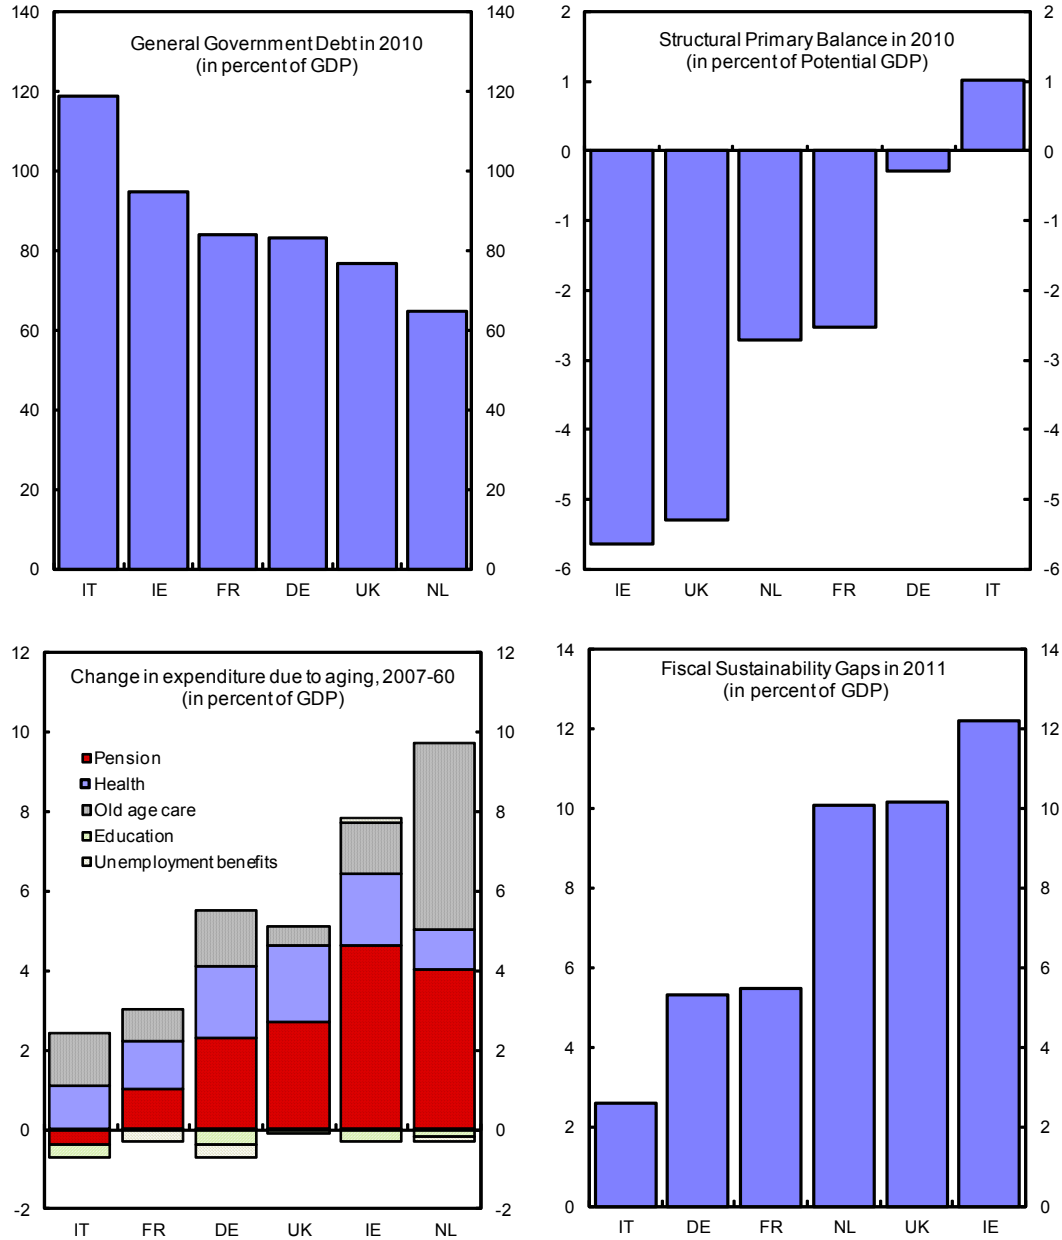 General Government Debt in 2010
(in percent of GDP)
140 140
120 120
100 100
80 80
60 60
40 40
20 20
0 0
IT IE FR DE UK NL
Structural Primary Balance in 2010
(in percent of Potential GDP)
2 2
1 1
0 0
-1 -1
-2 -2
-3 -3
-4 -4
-5 -5
-6 -6
IE UK NL FR DE IT
Change in expenditure due to aging, 2007-60
(in percent of GDP)
12 12
10 10
8 8
6 6
4 4
2 2
0 0
-2 -2
Pension
Health
Old age care
Education
Unemployment benefits
IT FR DE UK IE NL
Fiscal Sustainability Gaps in 2011
(in percent of GDP)
14 14
12 12
10 10
8 8
6 6
4 4
2 2
0 0
IT DE FR NL UK IE